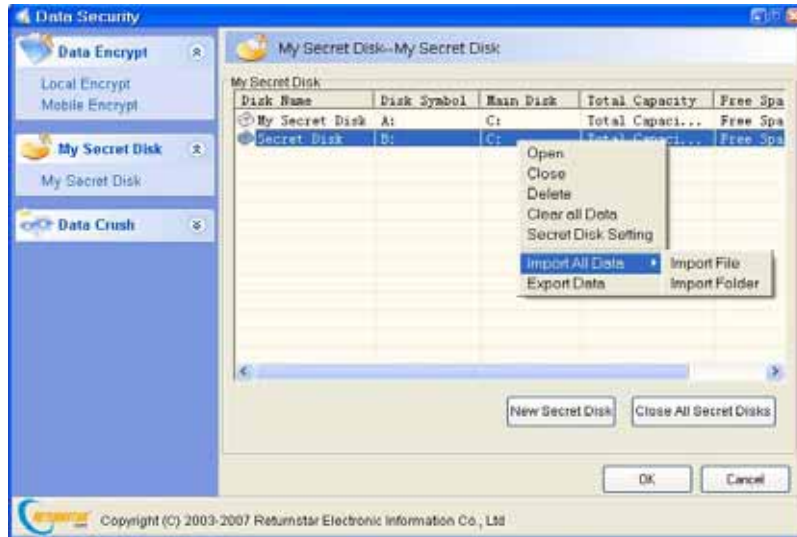 Data Security
Data Encrypt
Local Encrypt
Mobile Encrypt
My Secret Disk
My Secret Disk
Data Crush
My Secret Disk--My Secret Disk
My Secret Disk
Disk Name Disk Symbol Main Disk Total Capacity Free Spa
My Secret Disk A: C: Total Capaci... Free Spa
Secret Disk B: C: Total Capaci... Free Spa
Open
Close
Delete
Clear all Data
Secret Disk Setting
Import All Data
Export Data
Import File
Import Folder
New Secret Disk Close All Secret Disks
OK Cancel
Copyright (C) 2003-2007 Returnstar Electronic Information Co., Ltd